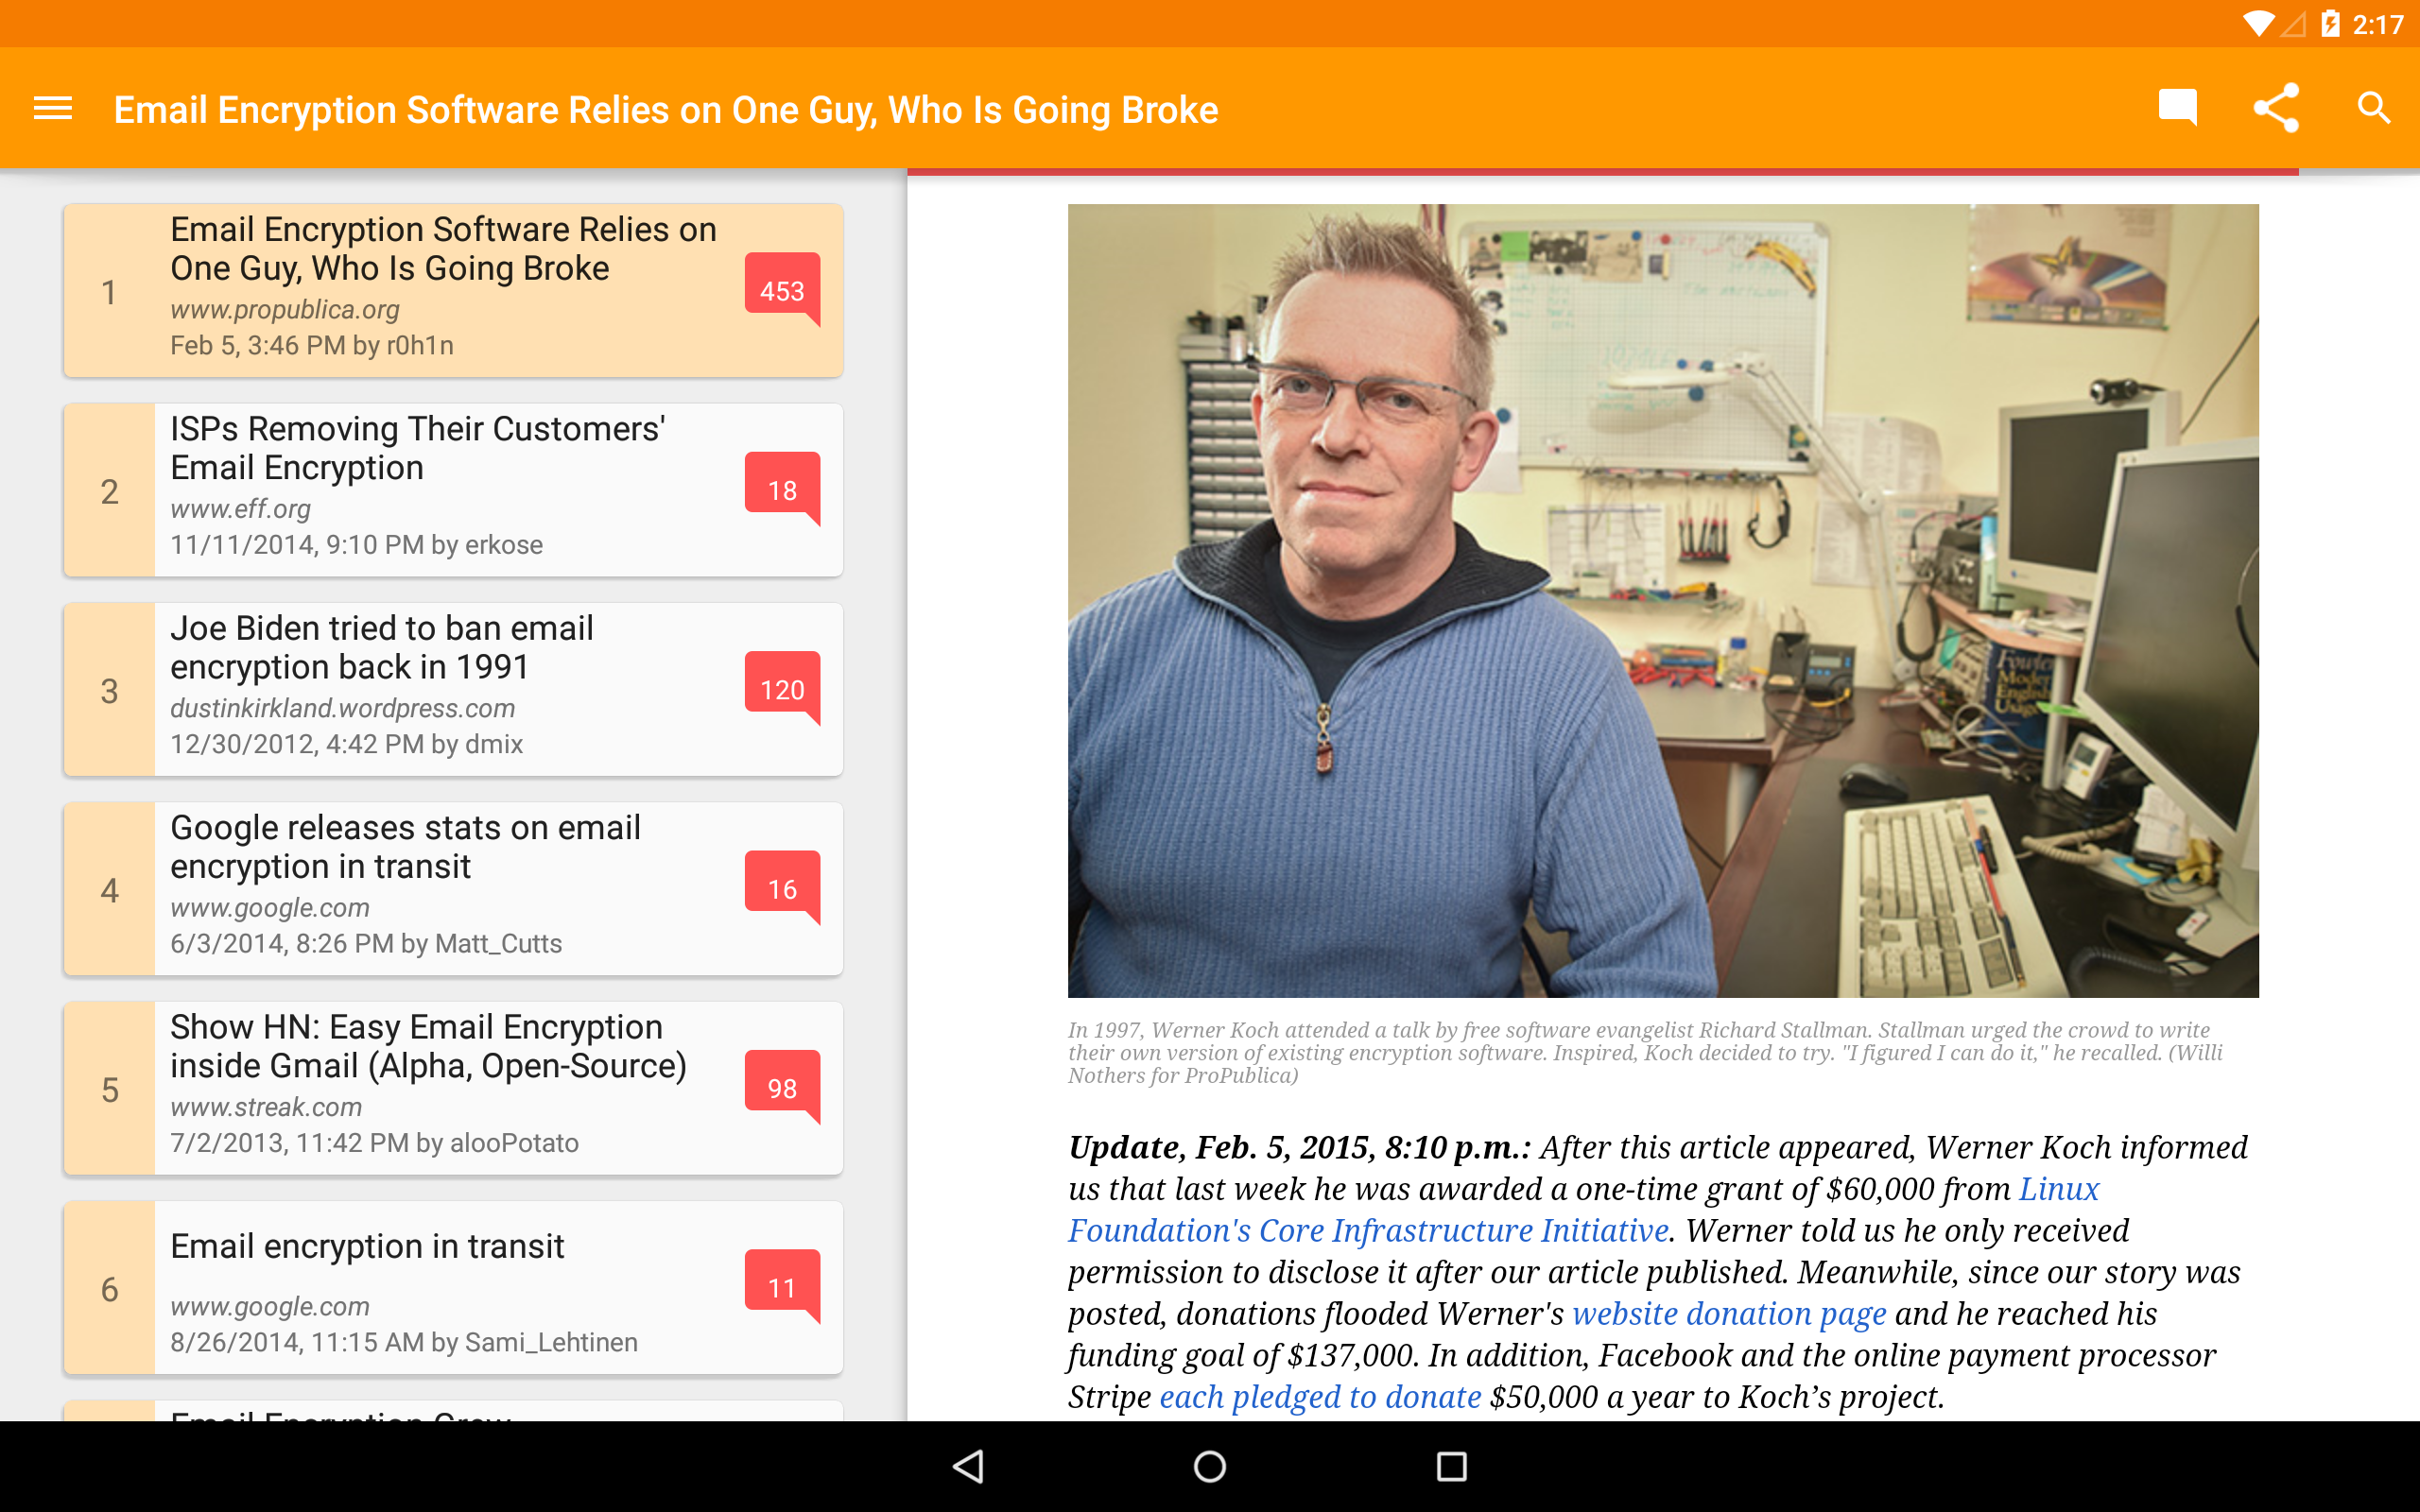 2:17
Email Encryption Software Relies on One Guy, Who Is Going Broke
1
Email Encryption Software Relies on
One Guy, Who Is Going Broke
www.propublica.org
Feb 5, 3:46 PM by r0h1n
453
2
ISPs Removing Their Customers'
Email Encryption
www.eff.org
11/11/2014, 9:10 PM by erkose
18
3
Joe Biden tried to ban email
encryption back in 1991
dustinkirkland.wordpress.com
12/30/2012, 4:42 PM by dmix
120
4
Google releases stats on email
encryption in transit
www.google.com
6/3/2014, 8:26 PM by Matt_Cutts
16
5
Show HN: Easy Email Encryption
inside Gmail (Alpha, Open-Source)
www.streak.com
7/2/2013, 11:42 PM by alooPotato
98
6
Email encryption in transit
www.google.com
8/26/2014, 11:15 AM by Sami_Lehtinen
11
Email Encryption Grew
Fowler
Modern
English
Usage
In 1997, Werner Koch attended a talk by free software evangelist Richard Stallman. Stallman urged the crowd to write
their own version of existing encryption software. Inspired, Koch decided to try. "I figured I can do it," he recalled. (Willi
Nothers for ProPublica)
Update, Feb. 5, 2015, 8:10 p.m.: After this article appeared, Werner Koch informed
us that last week he was awarded a one-time grant of $60,000 from Linux
Foundation's Core Infrastructure Initiative. Werner told us he only received
permission to disclose it after our article published. Meanwhile, since our story was
posted, donations flooded Werner's website donation page and he reached his
funding goal of $137,000. In addition, Facebook and the online payment processor
Stripe each pledged to donate $50,000 a year to Koch’s project.